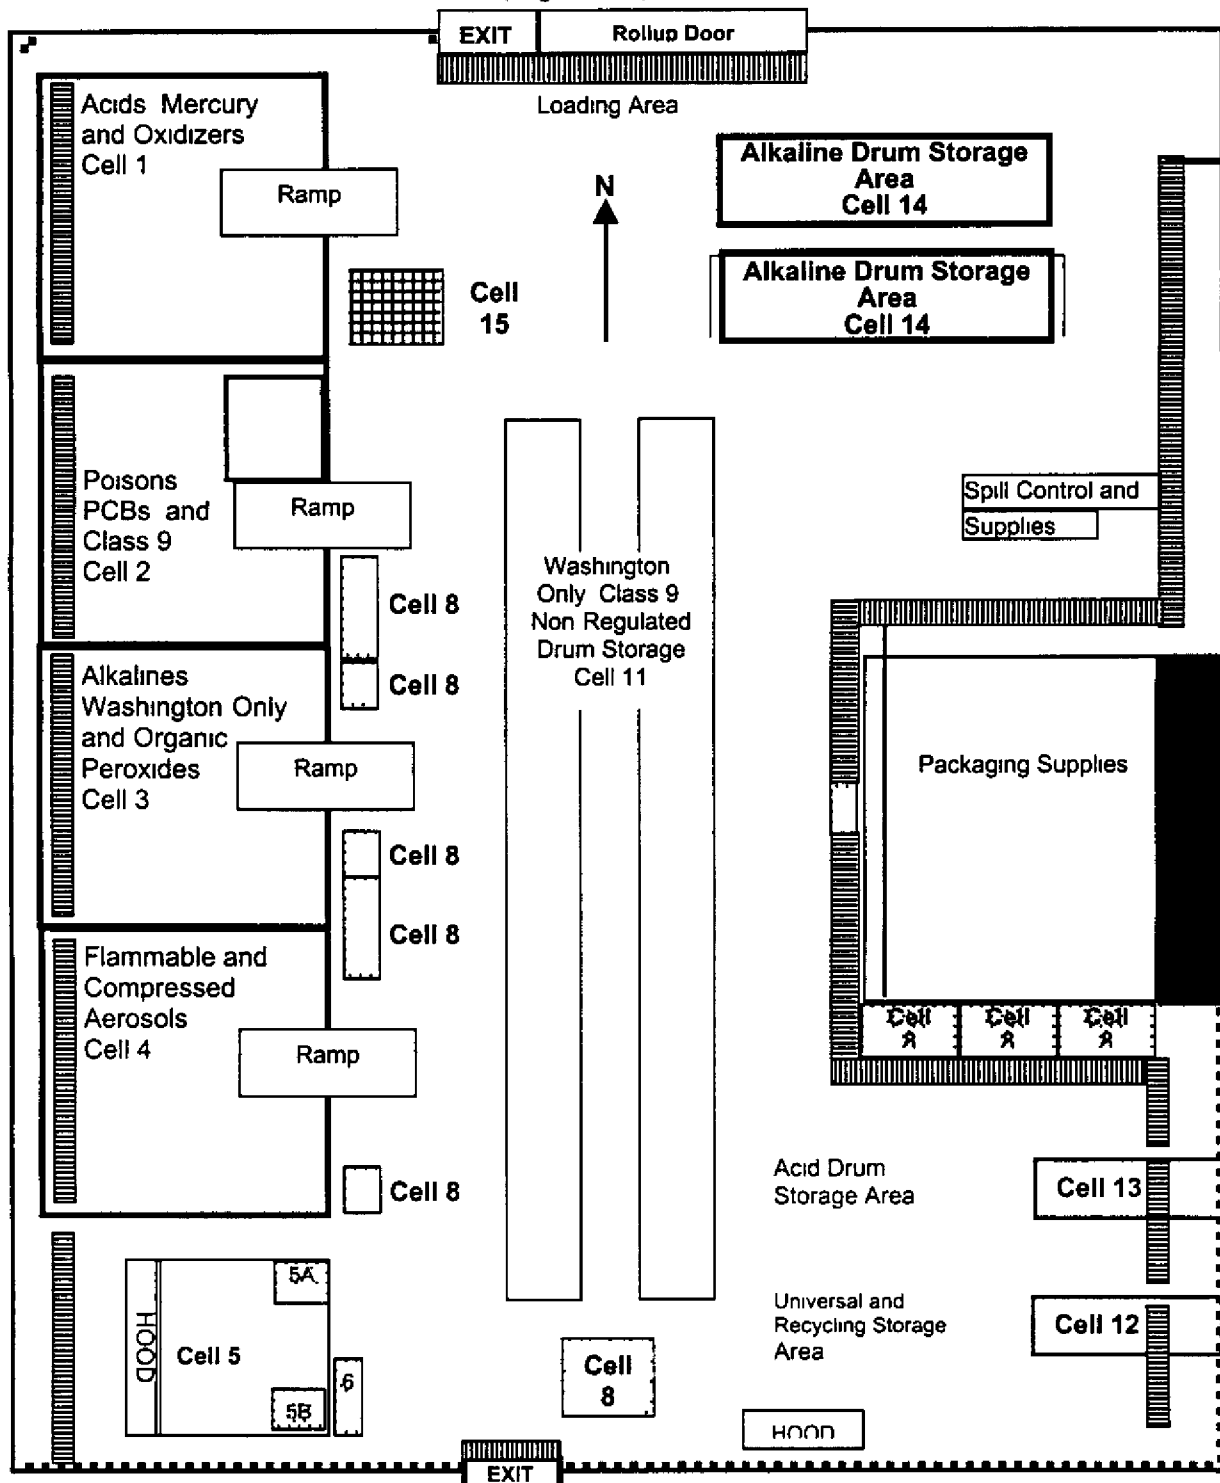 EXIT
Rollup Door
Loading Area
Acids Mercury
and Oxidizers
Cell 1
Ramp
N
Alkaline Drum Storage
Area
Cell 14
Cell
15
Alkaline Drum Storage
Area
Cell 14
Poisons
PCBs and
Class 9
Cell 2
Ramp
Spill Control and
Supplies
Cell 8
Washington
Only Class 9
Non Regulated
Drum Storage
Cell 11
Cell 8
Alkalines
Washington Only
and Organic
Peroxides
Cell 3
Ramp
Packaging Supplies
Cell 8
Cell 8
Flammable and
Compressed
Aerosols
Cell 4
Ramp
Cell
Cell
Cell
Cell 8
Acid Drum
Storage Area
Cell 13
5A
HOOD
Cell 5
5B
6
Universal and
Recycling Storage
Area
Cell 12
Cell
8
HOOD
EXIT